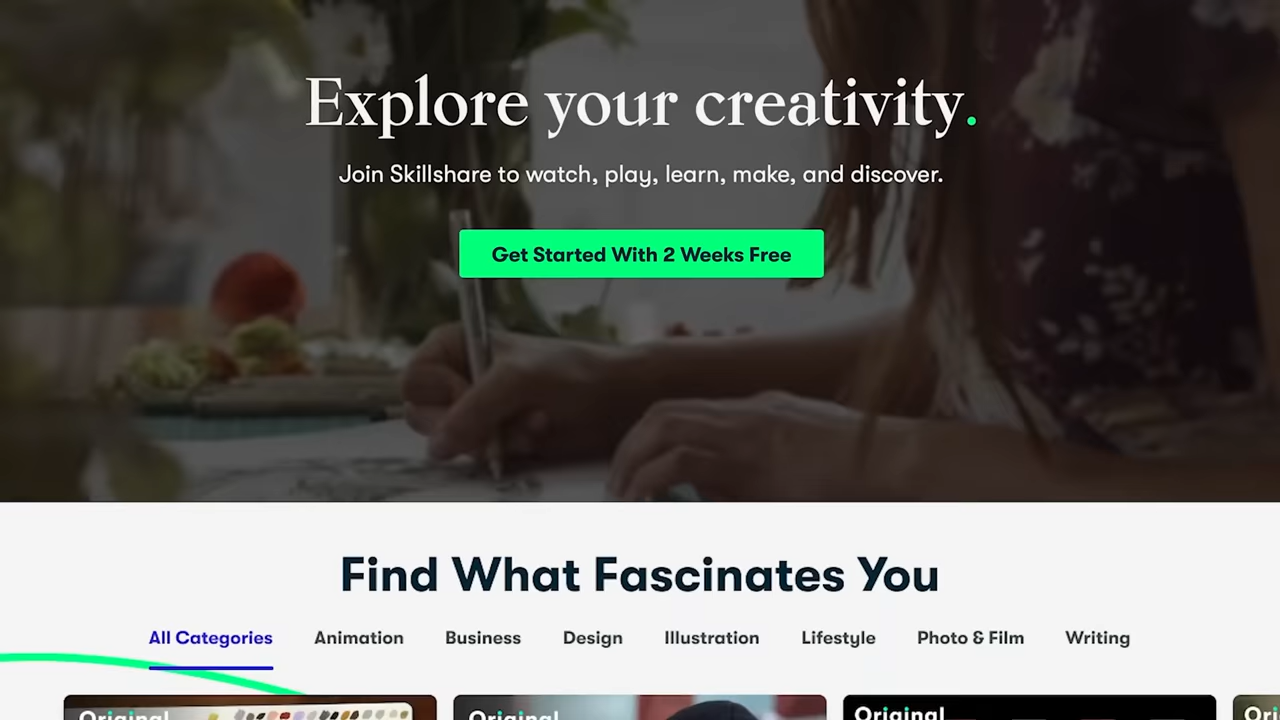 Explore your creativity.
Join Skillshare to watch, play, learn, make, and discover.
Get Started With 2 Weeks Free
Find What Fascinates You
All Categories Animation Business Design Illustration Lifestyle Photo & Film Writing
Original Original Original Ori